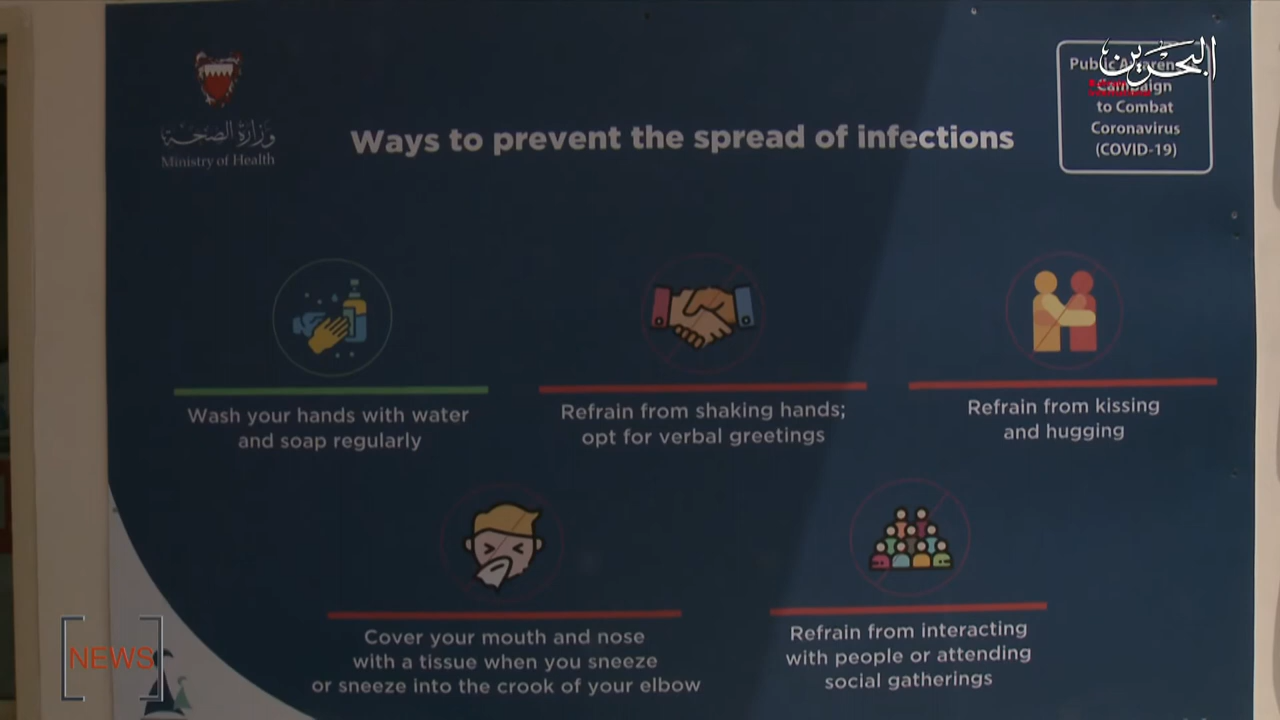 البحرين
وزارة الصحة
Ministry of Health
Ways to prevent the spread of infections
Campaign
to Combat
Coronavirus
(COVID-19)
Wash your hands with water
and soap regularly
Refrain from shaking hands;
opt for verbal greetings
Refrain from kissing
and hugging
Cover your mouth and nose
with a tissue when you sneeze
or sneeze into the crook of your elbow
Refrain from interacting
with people or attending
social gatherings
NEWS